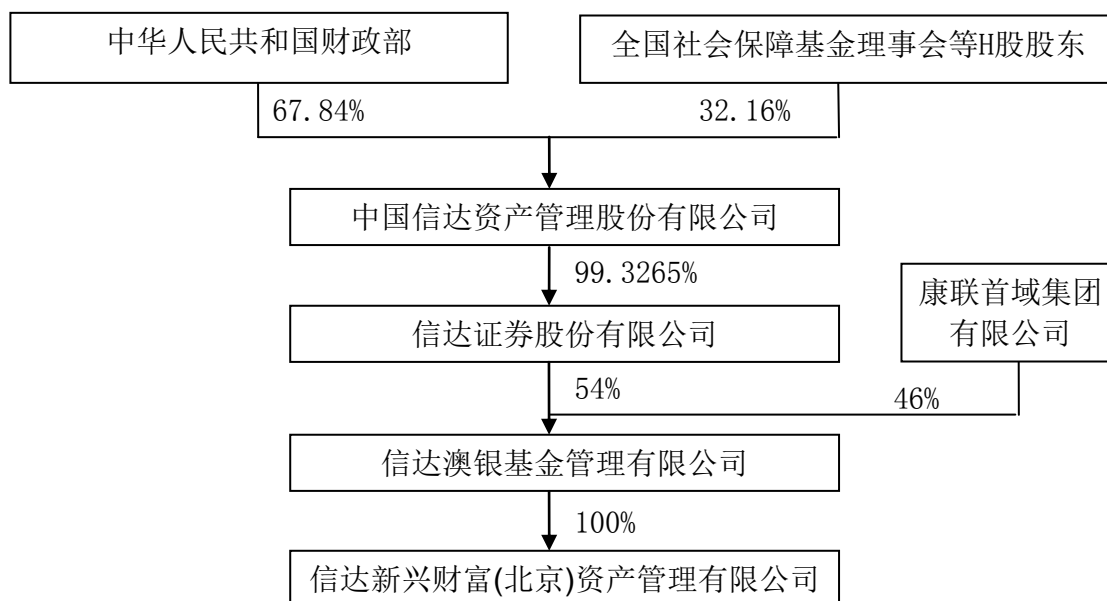 中华人民共和国财政部
全国社会保障基金理事会等H股股东
67.84%
32.16%
中国信达资产管理股份有限公司
99.3265%
康联首域集团
有限公司
信达证券股份有限公司
54%
46%
信达澳银基金管理有限公司
100%
信达新兴财富(北京)资产管理有限公司